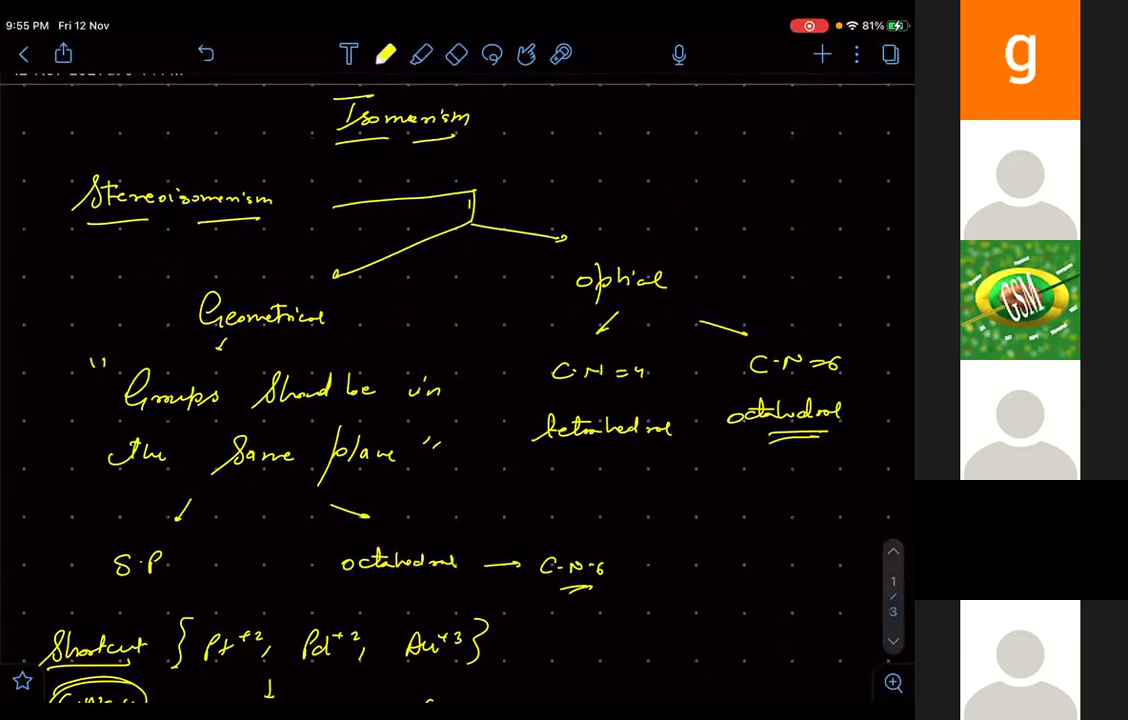 9:55 PM Fri 12 Nov
81%
g
Isomerism
Stereoisomerism
Geometrical
Optical
C.N = 4
C.N = 6
tetrahedral
octahedral
" Groups should be in
the same plane "
S.P
octahedral → C.N.6
Shortcut { Pt+2, Pd+2, Au+3 }
GSM
1
/
3